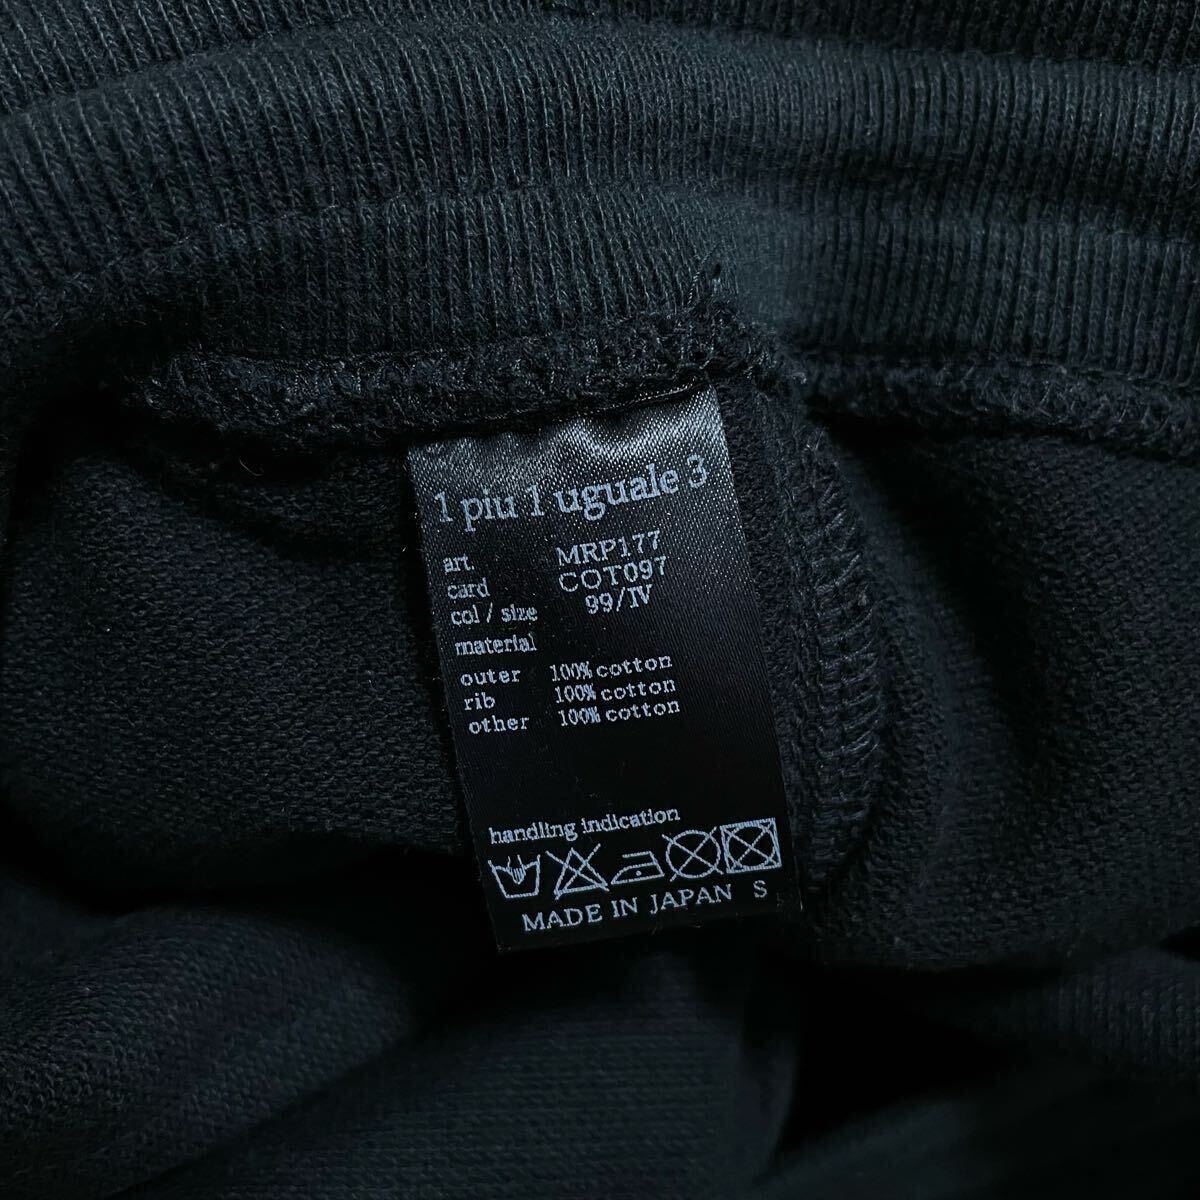 1 piu 1 uguale 3
art. MRP177
card COT097
col / size 99/IV
material
outer 100% cotton
rib 100% cotton
other 100% cotton
handling indication
MADE IN JAPAN S